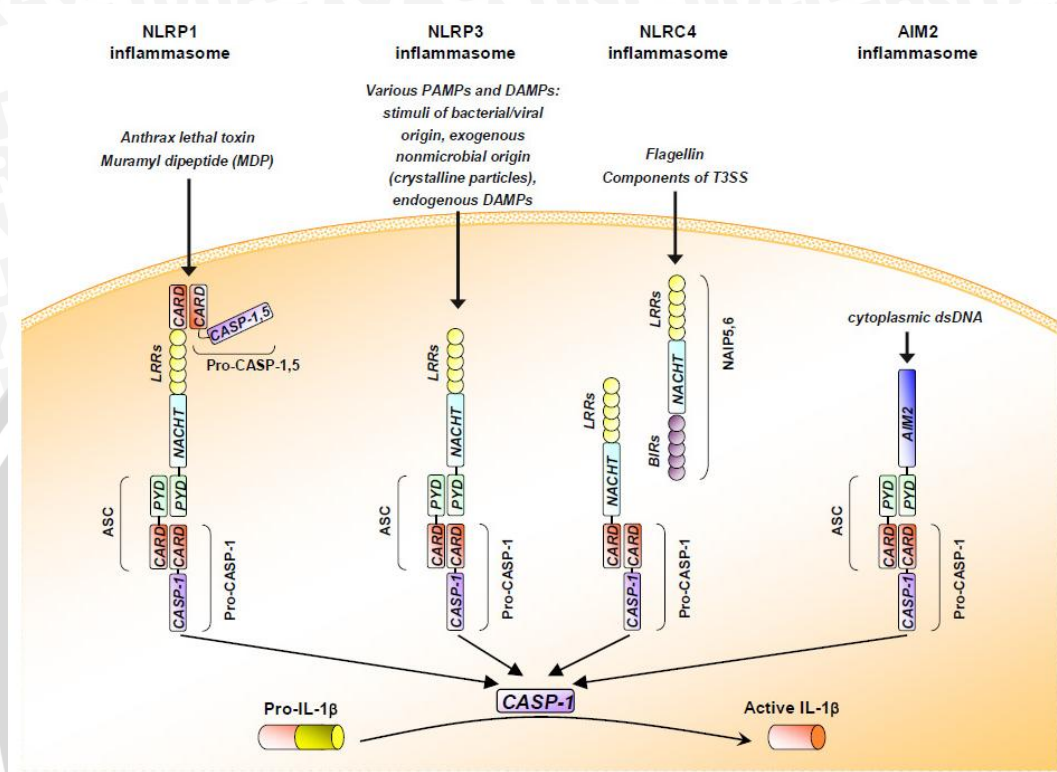 NLRP1
inflammasome
NLRP3
inflammasome
NLRC4
inflammasome
AIM2
inflammasome
Anthrax lethal toxin
Muramyl dipeptide (MDP)
Various PAMPs and DAMPs:
stimuli of bacterial/viral
origin, exogenous
nonmicrobial origin
(crystalline particles),
endogenous DAMPs
Flagellin
Components of T3SS
cytoplasmic dsDNA
CARD
CARD
CASP-1,5
Pro-CASP-1,5
LRRs
NACHT
PYD
PYD
ASC
CARD
CARD
CASP-1
Pro-CASP-1
LRRs
NACHT
PYD
PYD
ASC
CARD
CARD
CASP-1
Pro-CASP-1
LRRs
NACHT
BIRs
NAIP5,6
LRRs
NACHT
CARD
CARD
CASP-1
Pro-CASP-1
AIM2
PYD
PYD
ASC
CARD
CARD
CASP-1
Pro-CASP-1
CASP-1
Pro-IL-1β
Active IL-1β